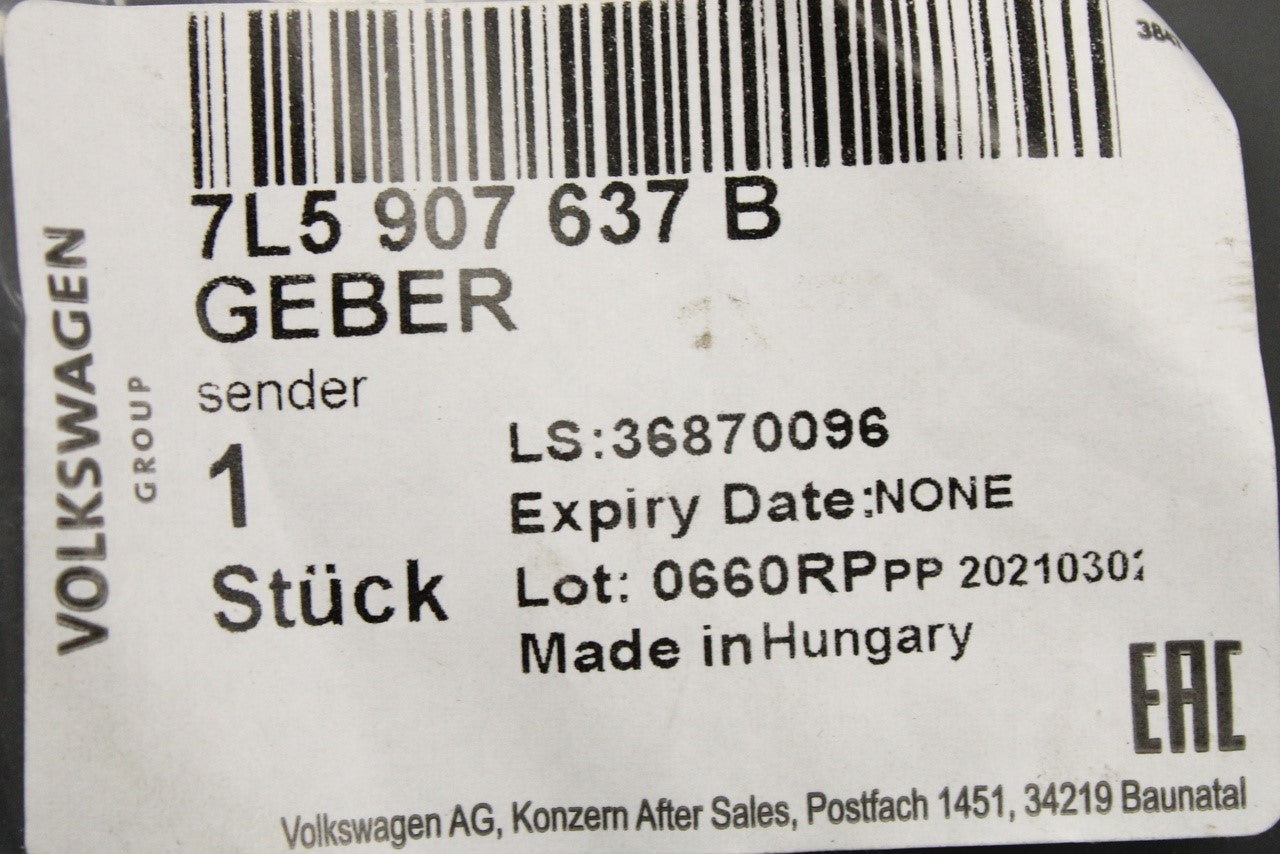 7L5 907 637 B
GEBER
sender
1
Stück
LS:36870096
Expiry Date:NONE
Lot: 0660RPPP
Made in Hungary
VOLKSWAGEN
GROUP
EAC
Volkswagen AG, Konzern After Sales, Postfach 1451, 34219 Baunatal